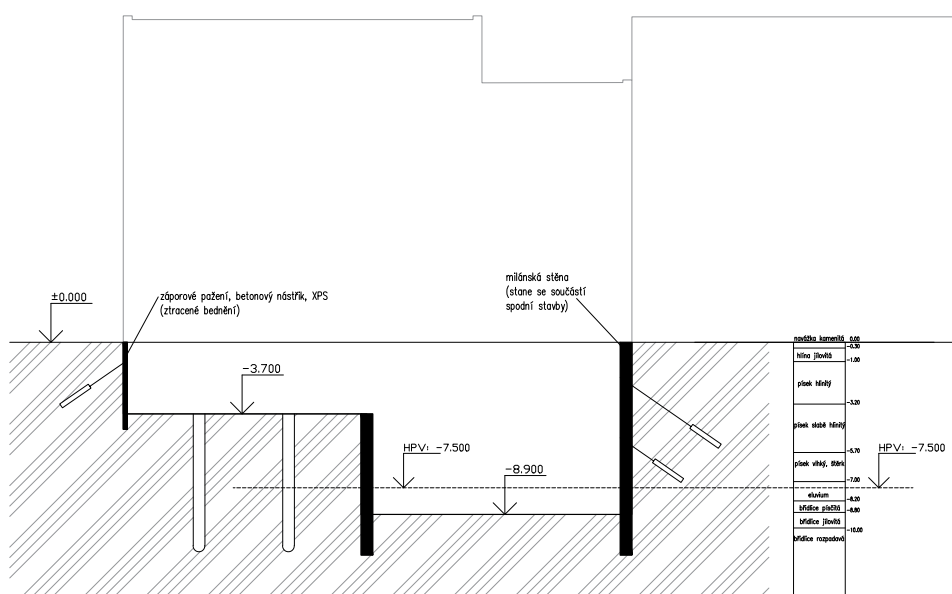 milánská stěna
(stane se součástí
spodní stavby)
±0.000
záporové pažení, betonový nástřik, XPS
(ztracené bednění)
navážka kamenitá 0.00
-0.30
hlína jílovitá
-1.00
-3.700
písek hlinitý
-3.20
písek slabě hlinitý
HPV: -7.500
-5.70
HPV: -7.500
písek vlhký, štěrk
-8.900
-7.00
eluvium
-8.20
břidlice písčitá
-8.80
břidlice jílovitá
-10.00
břidlice rozpadavá